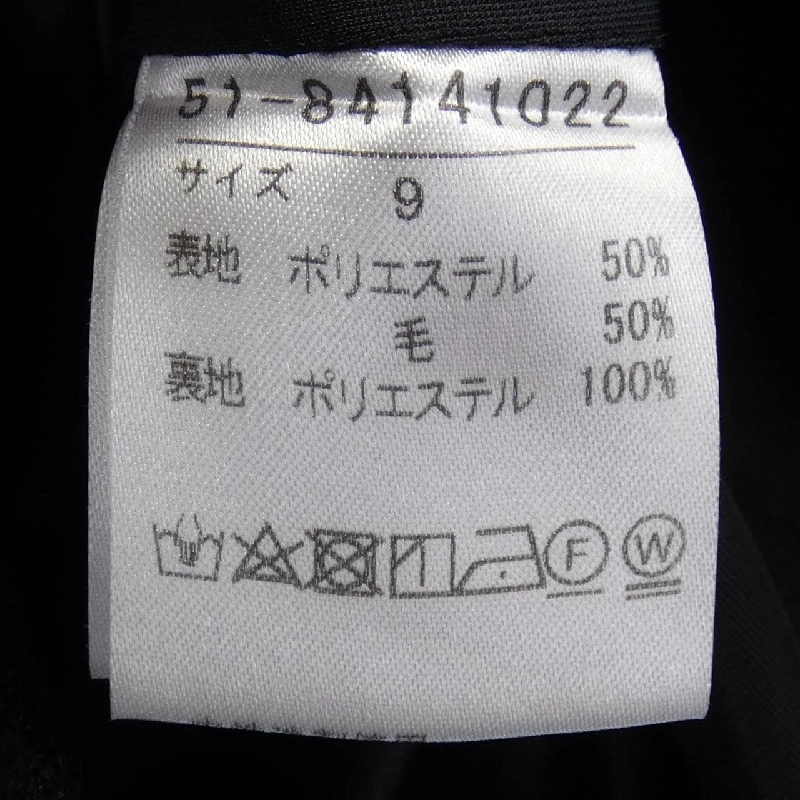 51-84141022
サイズ 9
表地 ポリエステル 50%
毛 50%
裏地 ポリエステル 100%
F W